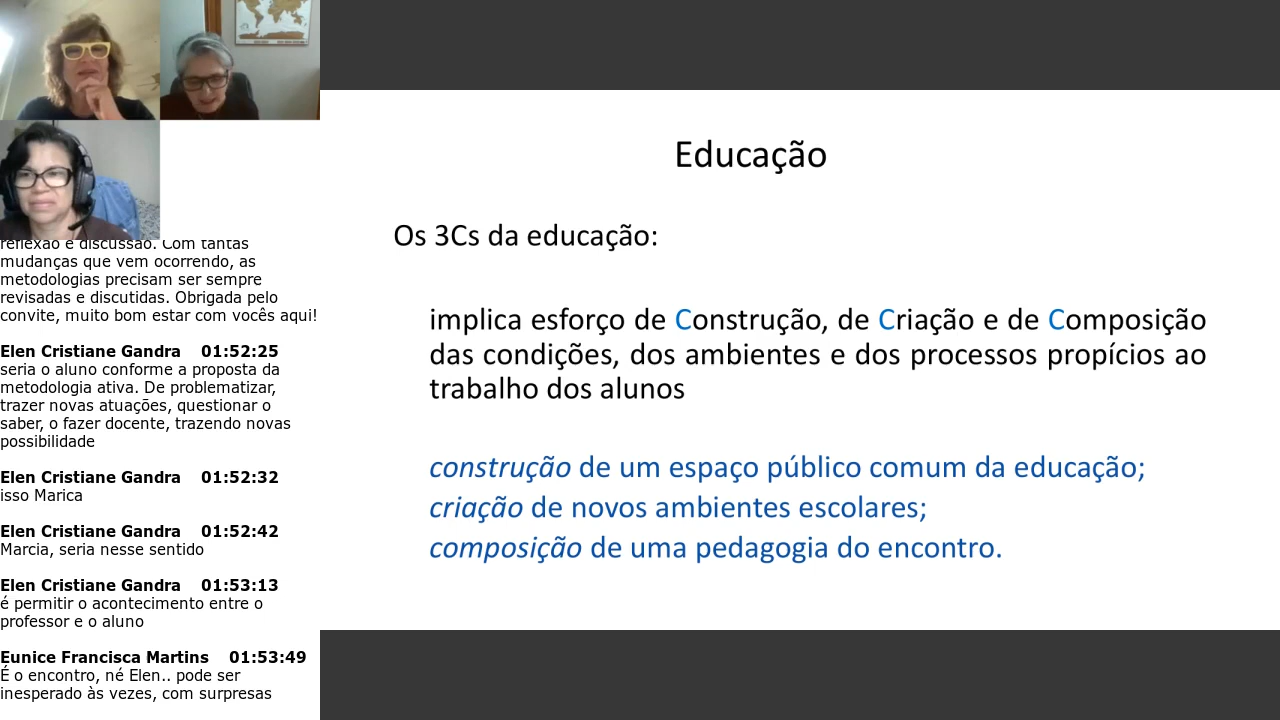 reflexão e discussão. Com tantas
mudanças que vem ocorrendo, as
metodologias precisam ser sempre
revisadas e discutidas. Obrigada pelo
convite, muito bom estar com vocês aqui!
Elen Cristiane Gandra 01:52:25
seria o aluno conforme a proposta da
metodologia ativa. De problematizar,
trazer novas atuações, questionar o
saber, o fazer docente, trazendo novas
possibilidade
Elen Cristiane Gandra 01:52:32
isso Marica
Elen Cristiane Gandra 01:52:42
Marcia, seria nesse sentido
Elen Cristiane Gandra 01:53:13
é permitir o acontecimento entre o
professor e o aluno
Eunice Francisca Martins 01:53:49
É o encontro, né Elen.. pode ser
inesperado às vezes, com surpresas
Educação
Os 3Cs da educação:
implica esforço de Construção, de Criação e de Composição
das condições, dos ambientes e dos processos propícios ao
trabalho dos alunos
construção de um espaço público comum da educação;
criação de novos ambientes escolares;
composição de uma pedagogia do encontro.